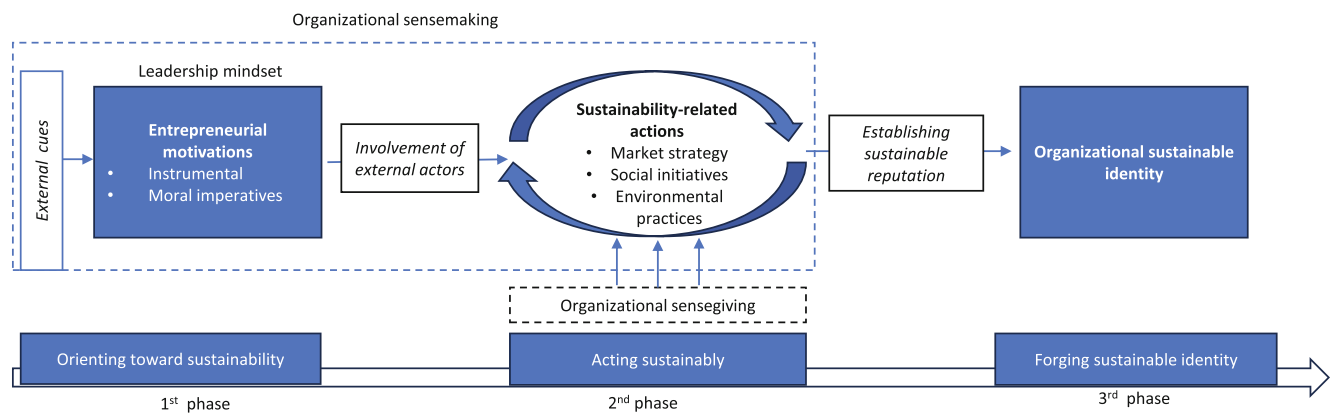 Organizational sensemaking
External cues
Leadership mindset
Entrepreneurial
motivations
• Instrumental
• Moral imperatives
Involvement of
external actors
Sustainability-related
actions
• Market strategy
• Social initiatives
• Environmental
practices
Establishing
sustainable
reputation
Organizational sustainable
identity
Organizational sensegiving
Orienting toward sustainability
Acting sustainably
Forging sustainable identity
1st phase
2nd phase
3rd phase